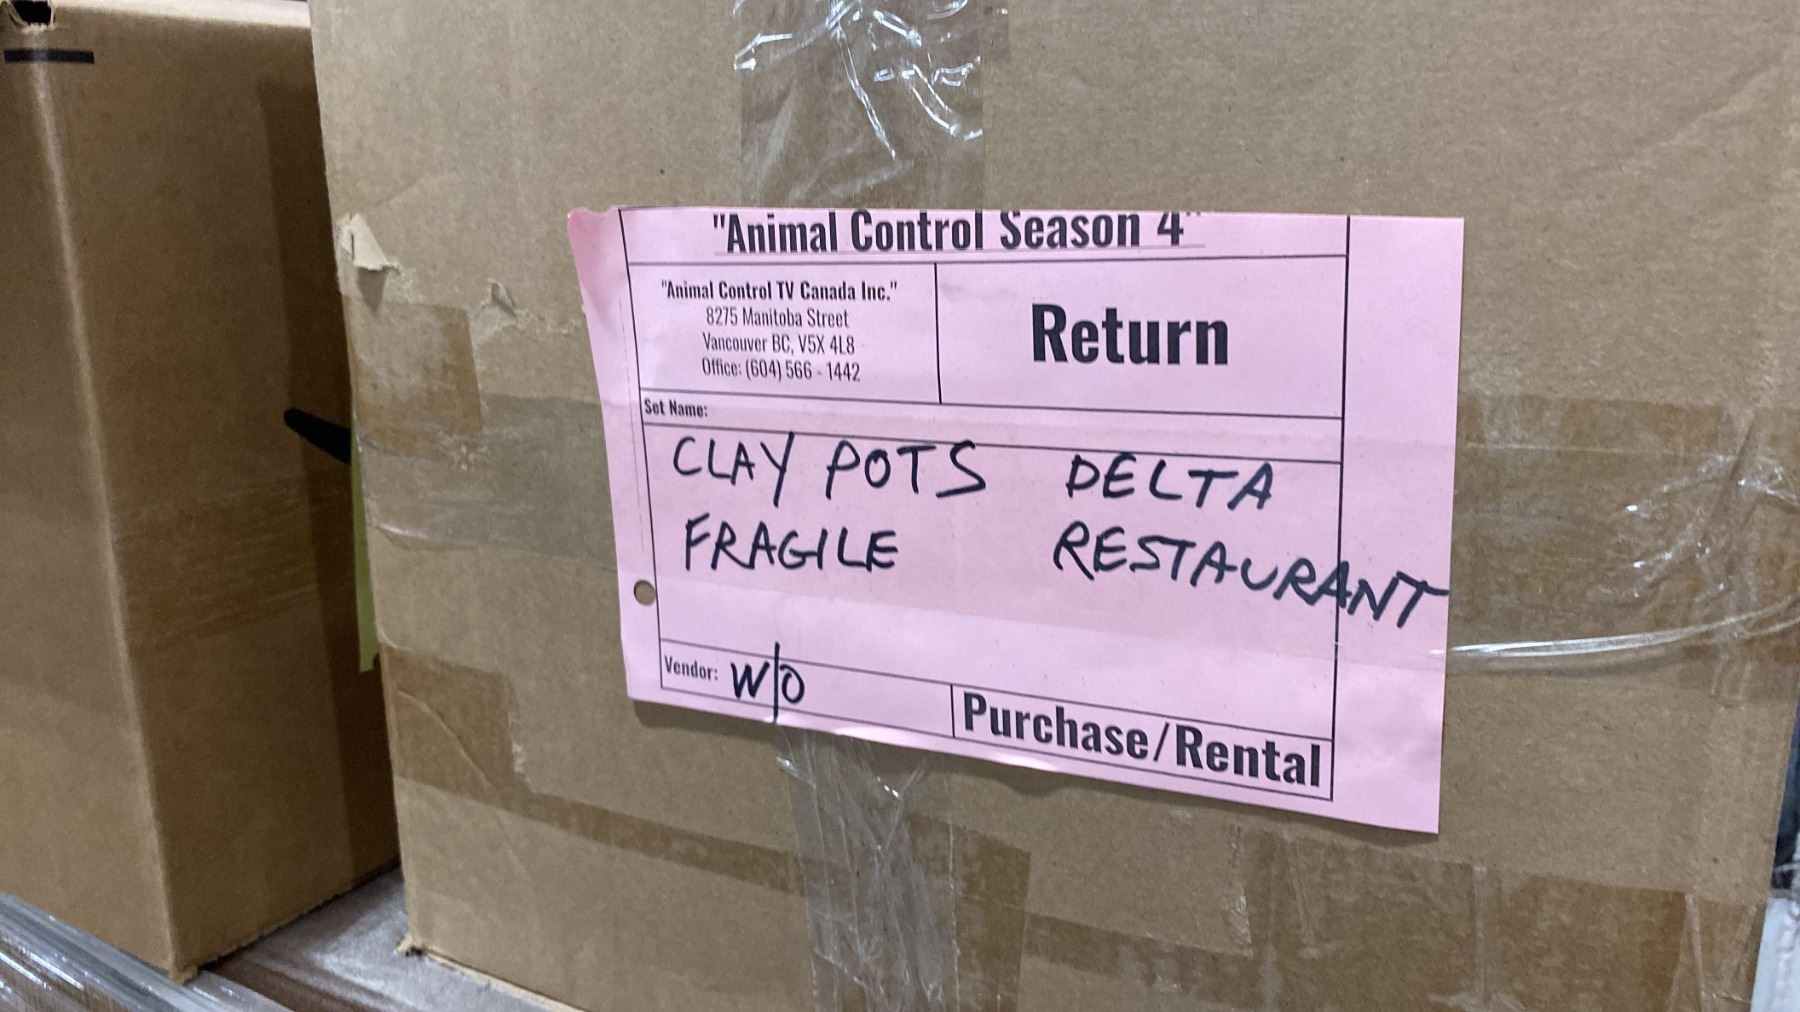 "Animal Control Season 4"
"Animal Control TV Canada Inc."
8275 Manitoba Street
Vancouver BC, V5X 4L8
Office: (604) 566 - 1442
Return
Set Name:
CLAY POTS DELTA
FRAGILE RESTAURANT
Vendor: W/O
Purchase/Rental